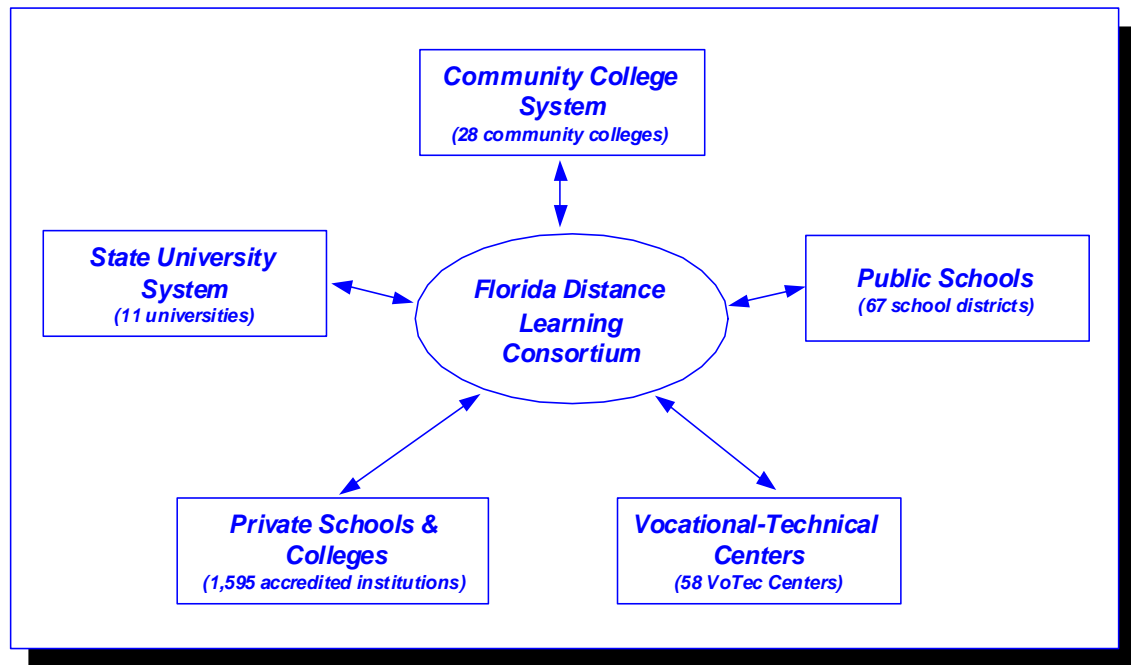 Community College
System
(28 community colleges)
State University
System
(11 universities)
Florida Distance
Learning
Consortium
Public Schools
(67 school districts)
Private Schools &
Colleges
(1,595 accredited institutions)
Vocational-Technical
Centers
(58 VoTec Centers)